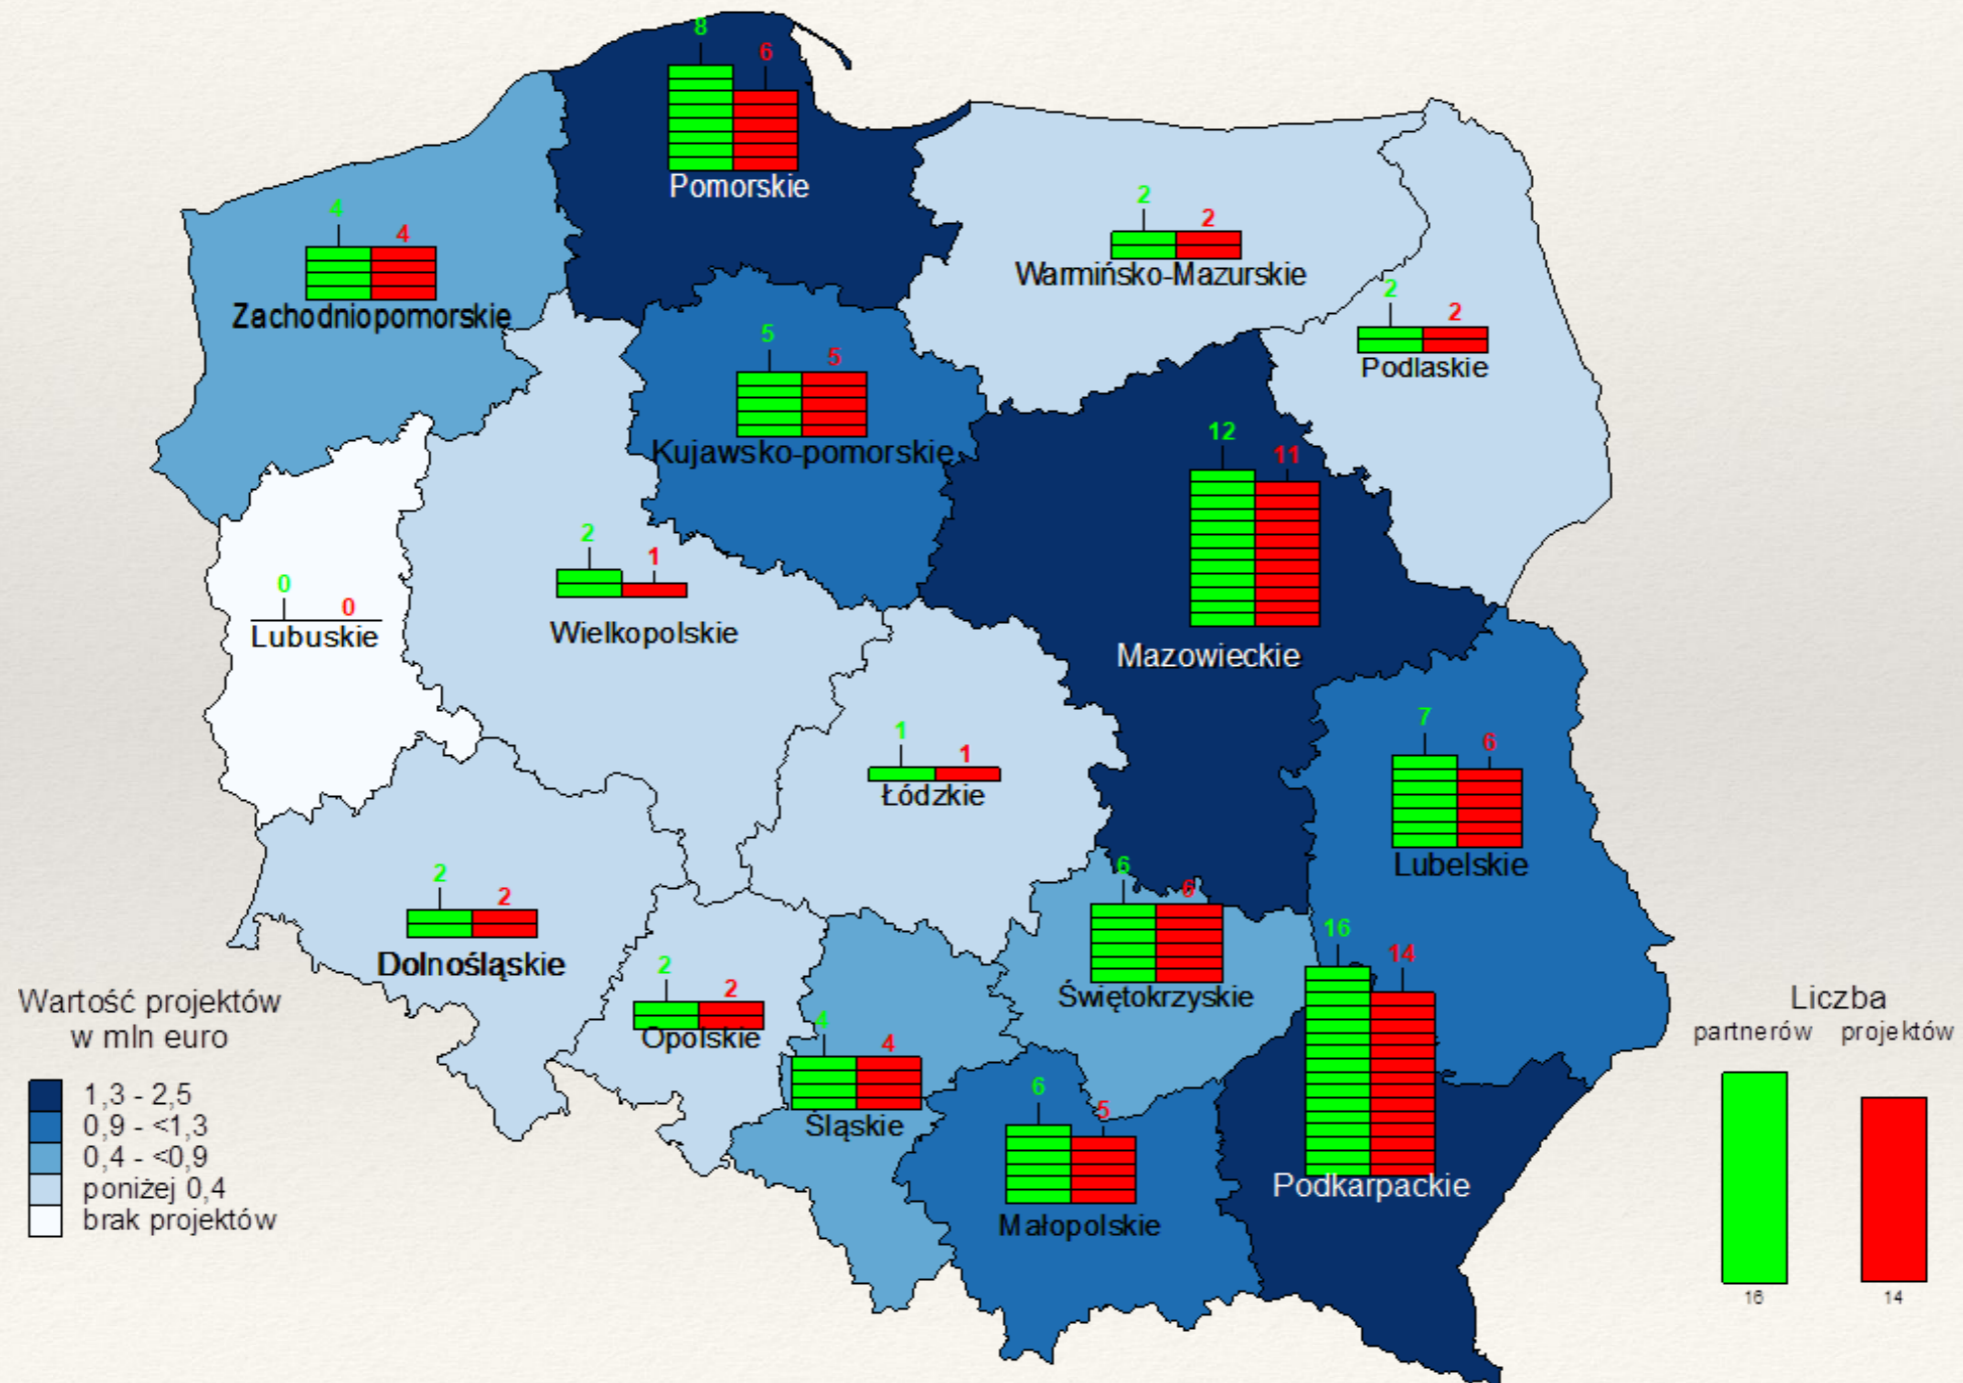 8
6
Pomorskie
4
4
Zachodniopomorskie
2
2
Warmińsko-Mazurskie
2
2
Podlaskie
5
5
Kujawsko-pomorskie
12
11
Mazowieckie
2
1
Wielkopolskie
0
0
Lubuskie
1
1
Łódzkie
7
6
Lubelskie
2
2
Dolnośląskie
6
6
Świętokrzyskie
2
2
Opolskie
4
4
Śląskie
6
5
Małopolskie
16
14
Podkarpackie
Wartość projektów
w mln euro
1,3 - 2,5
0,9 - <1,3
0,4 - <0,9
poniżej 0,4
brak projektów
Liczba
partnerów projektów
16 14